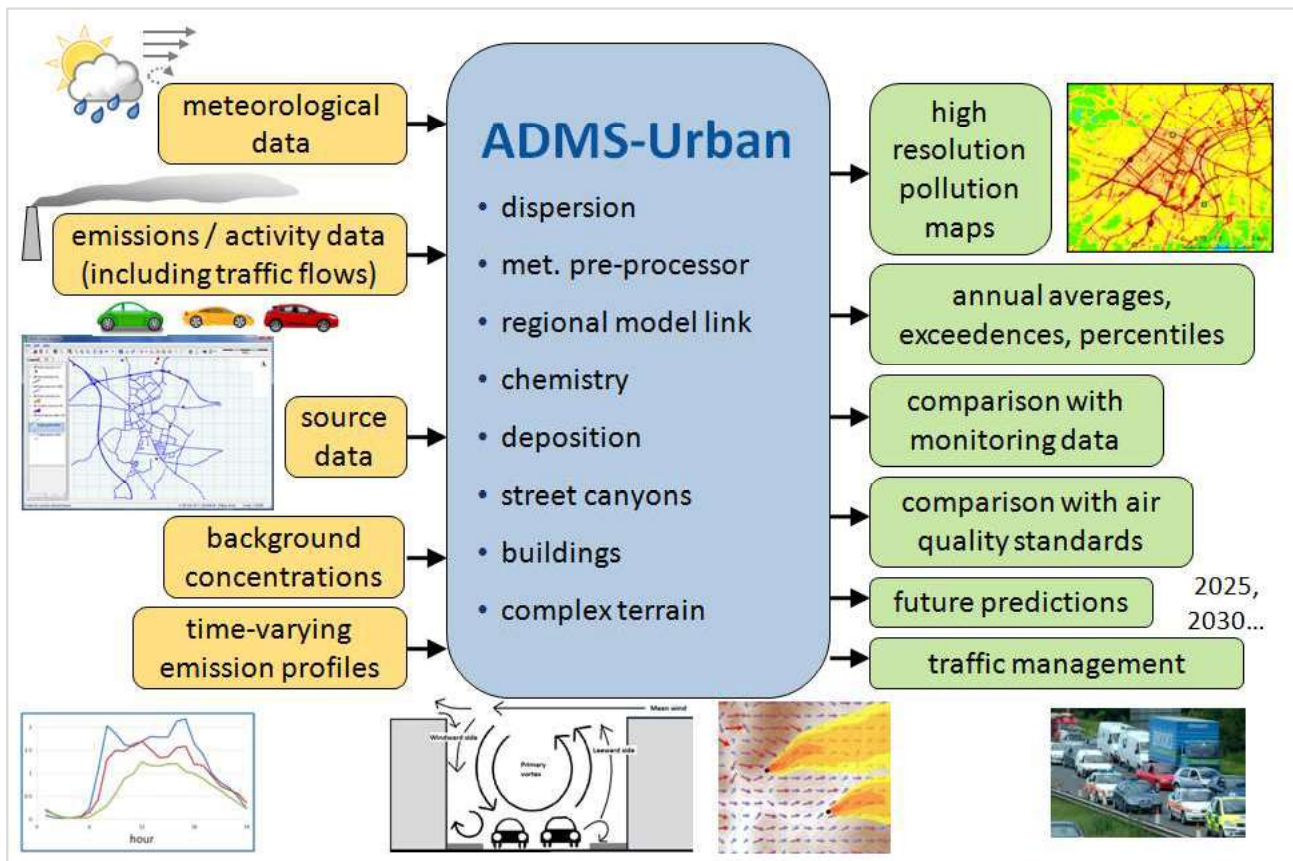 meteorological
data
emissions / activity data
(including traffic flows)
source
data
background
concentrations
time-varying
emission profiles
ADMS-Urban
• dispersion
• met. pre-processor
• regional model link
• chemistry
• deposition
• street canyons
• buildings
• complex terrain
high
resolution
pollution
maps
annual averages,
exceedences, percentiles
comparison with
monitoring data
comparison with air
quality standards
future predictions
2025,
2030...
traffic management
hour
Mean wind
Windward side
Leeward side
Primary
vortex